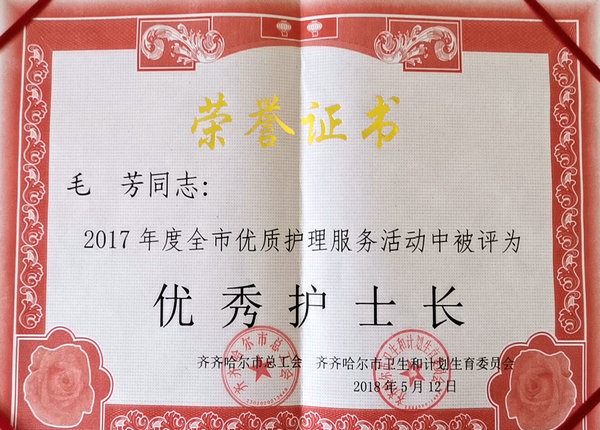 荣誉证书
毛 芳同志:
2017年度全市优质护理服务活动中被评为
优秀护士长
齐齐哈尔市总工会 齐齐哈尔市卫生和计划生育委员会
2018年5月12日